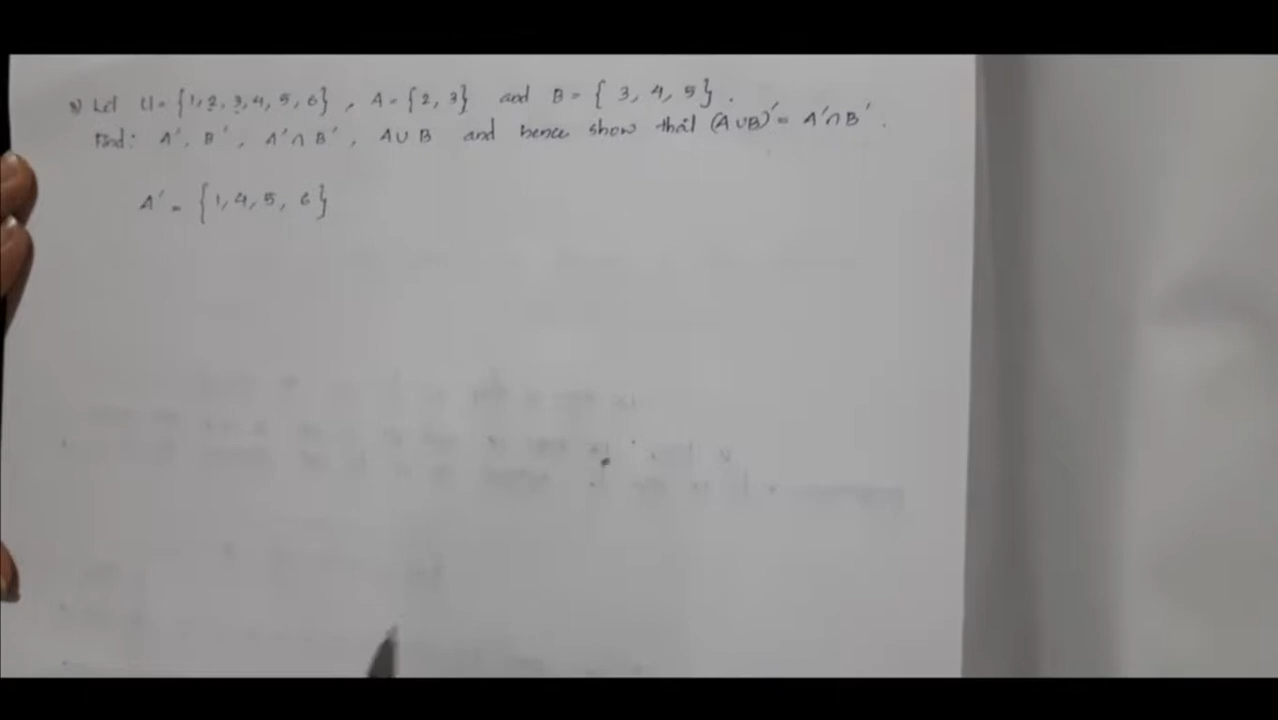 8) Let U = {1, 2, 3, 4, 5, 6}, A = {2, 3} and B = { 3, 4, 5}.
Find: A', B', A'∩ B', A∪B and hence show that (A∪B)' = A'∩B'.
A' = {1, 4, 5, 6}